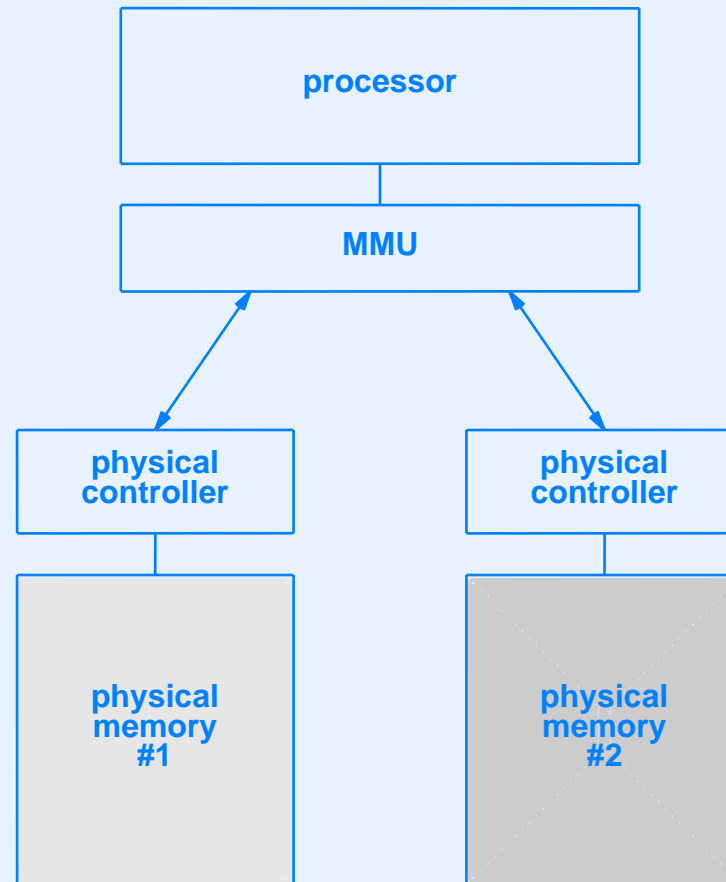 processor
MMU
physical
controller
physical
controller
physical
memory
#1
physical
memory
#2